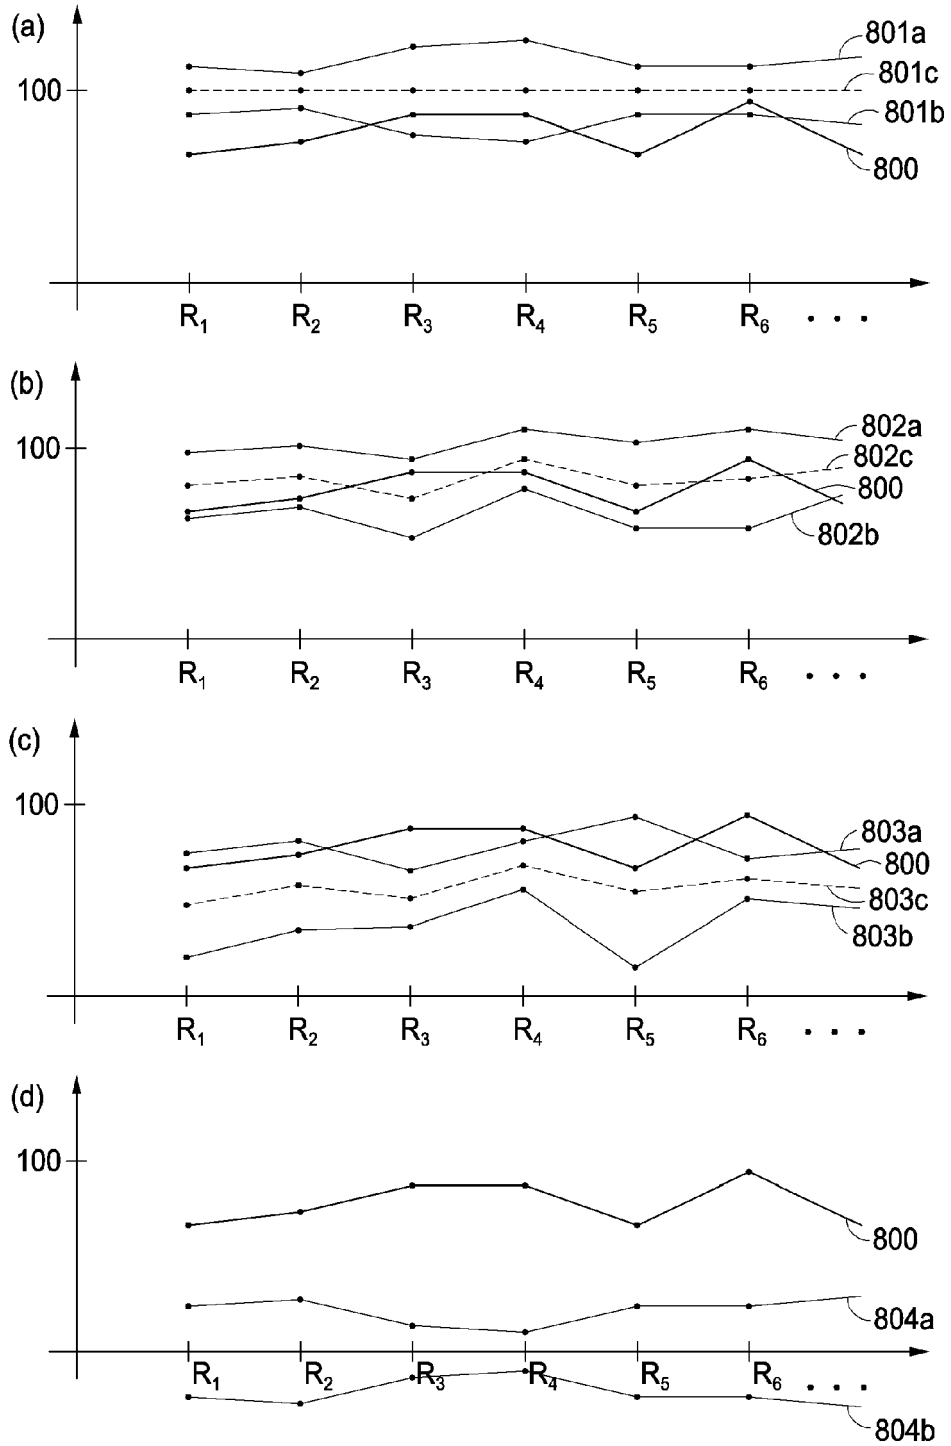 (a)
801a
801c
100
801b
800
R1 R2 R3 R4 R5 R6 . . .
(b)
802a
100
802c
800
802b
R1 R2 R3 R4 R5 R6 . . .
(c)
100
803a
800
803c
803b
R1 R2 R3 R4 R5 R6 . . .
(d)
100
800
804a
R1 R2 R3 R4 R5 R6 . . .
804b